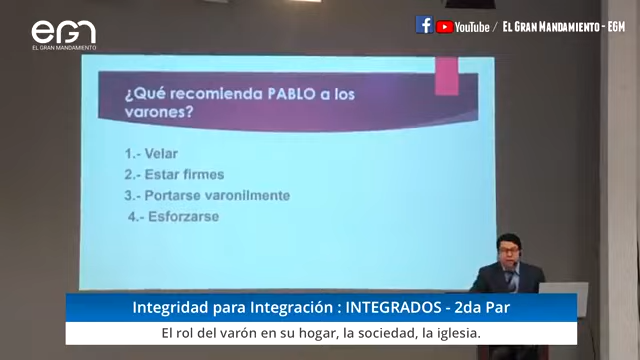 EGM
EL GRAN MANDAMIENTO
YouTube / El Gran Mandamiento - EGM
¿Qué recomienda PABLO a los
varones?
1.- Velar
2.- Estar firmes
3.- Portarse varonilmente
4.- Esforzarse
Integridad para Integración : INTEGRADOS - 2da Par
El rol del varón en su hogar, la sociedad, la iglesia.